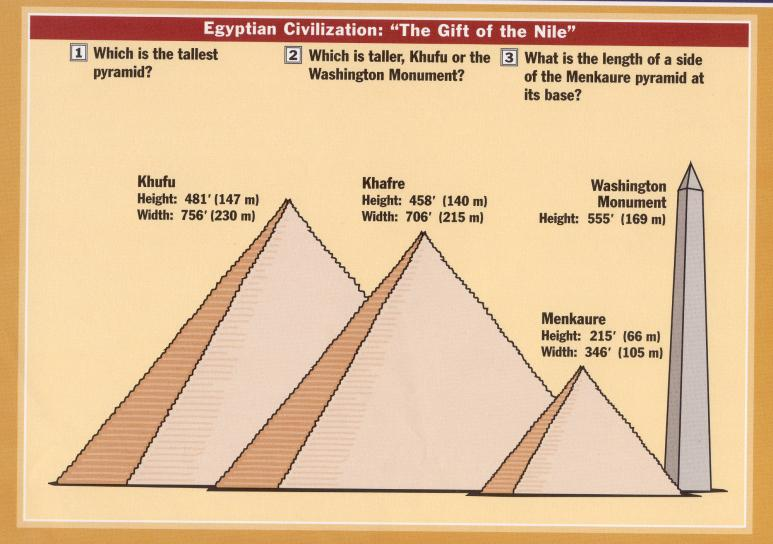 Egyptian Civilization: "The Gift of the Nile"
1 Which is the tallest
pyramid?
2 Which is taller, Khufu or the
Washington Monument?
3 What is the length of a side
of the Menkaure pyramid at
its base?
Khufu
Height: 481' (147 m)
Width: 756' (230 m)
Khafre
Height: 458' (140 m)
Width: 706' (215 m)
Washington
Monument
Height: 555' (169 m)
Menkaure
Height: 215' (66 m)
Width: 346' (105 m)